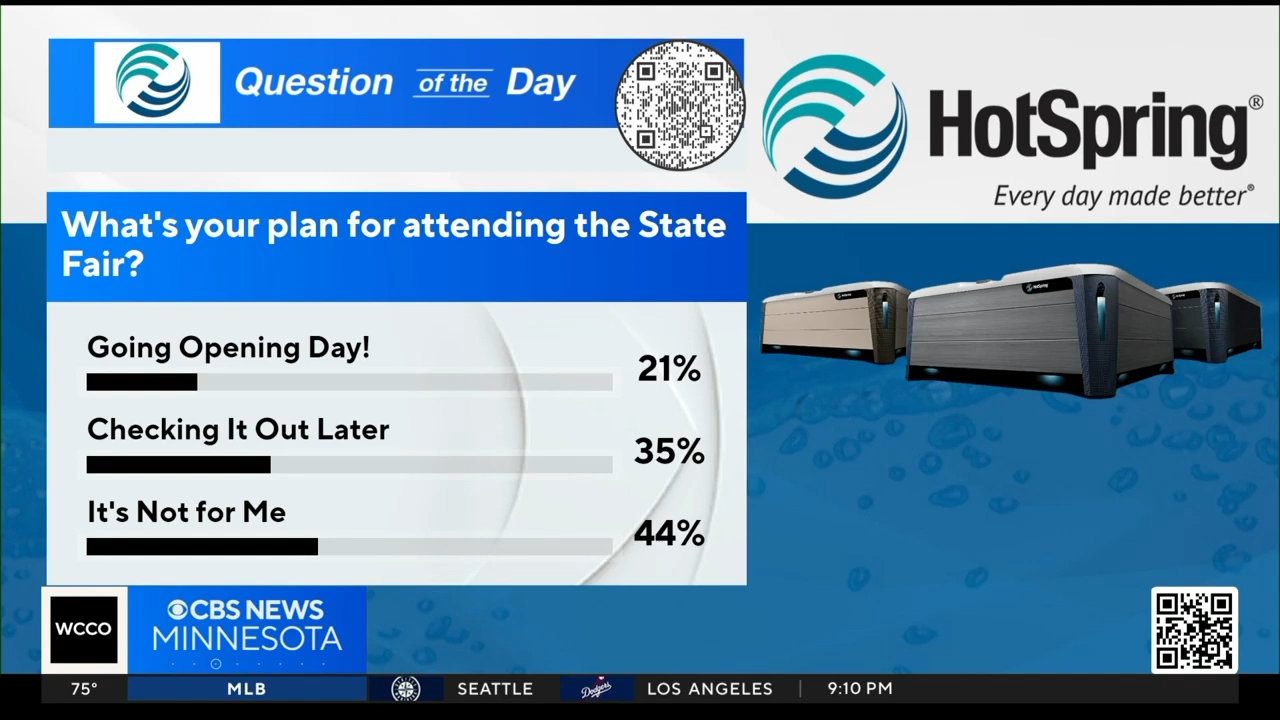 Question of the Day
HotSpring®
Every day made better®
What's your plan for attending the State
Fair?
Going Opening Day!
21%
Checking It Out Later
35%
It's Not for Me
44%
HotSpring
WCCO
CBS NEWS
MINNESOTA
75° MLB SEATTLE Dodgers LOS ANGELES | 9:10 PM